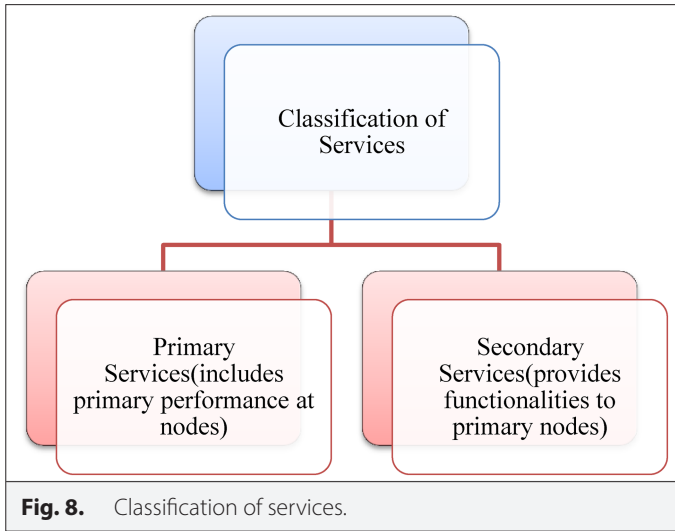 Classification of
Services
Primary
Services(includes
primary performance at
nodes)
Secondary
Services(provides
functionalities to
primary nodes)
Fig. 8. Classification of services.